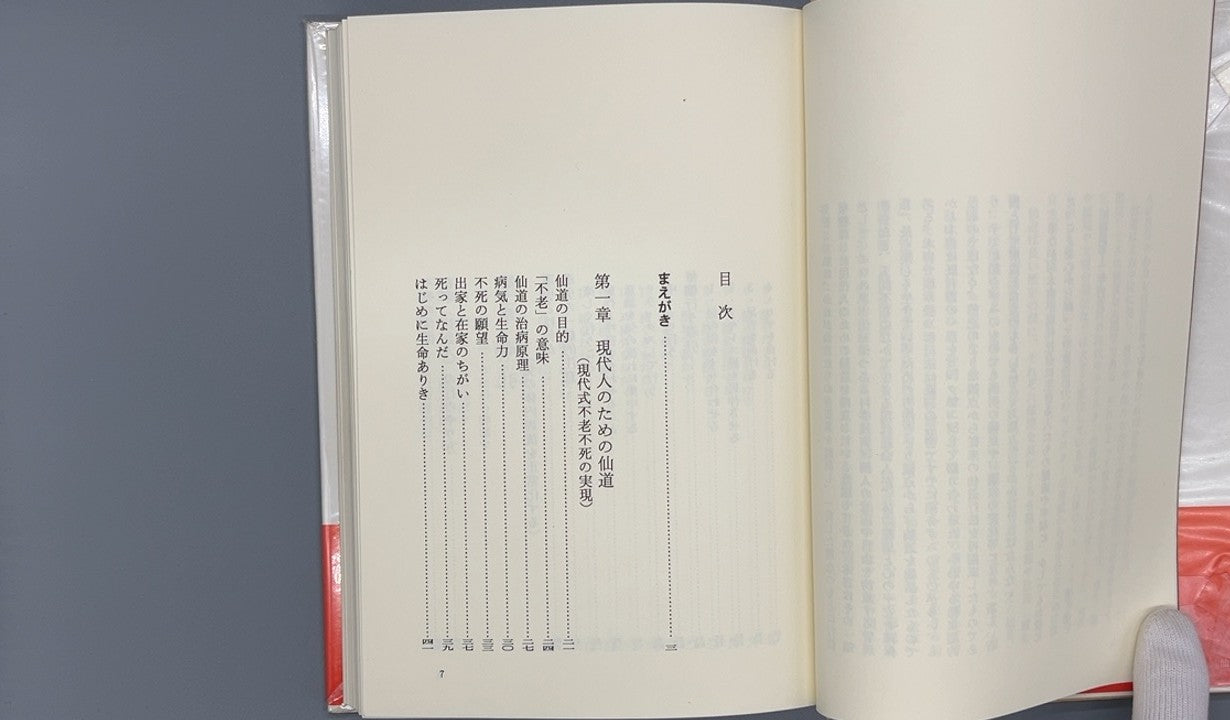 目次
まえがき……三
第一章 現代人のための仙道
(現代式不老不死の実現)
仙道の目的……二一
「不老」の意味……二四
仙道の治病原理……二七
病気と生命力……三〇
不死の願望……三三
出家と在家のちがい……三七
死ってなんだ……三九
はじめに生命ありき……四一
7